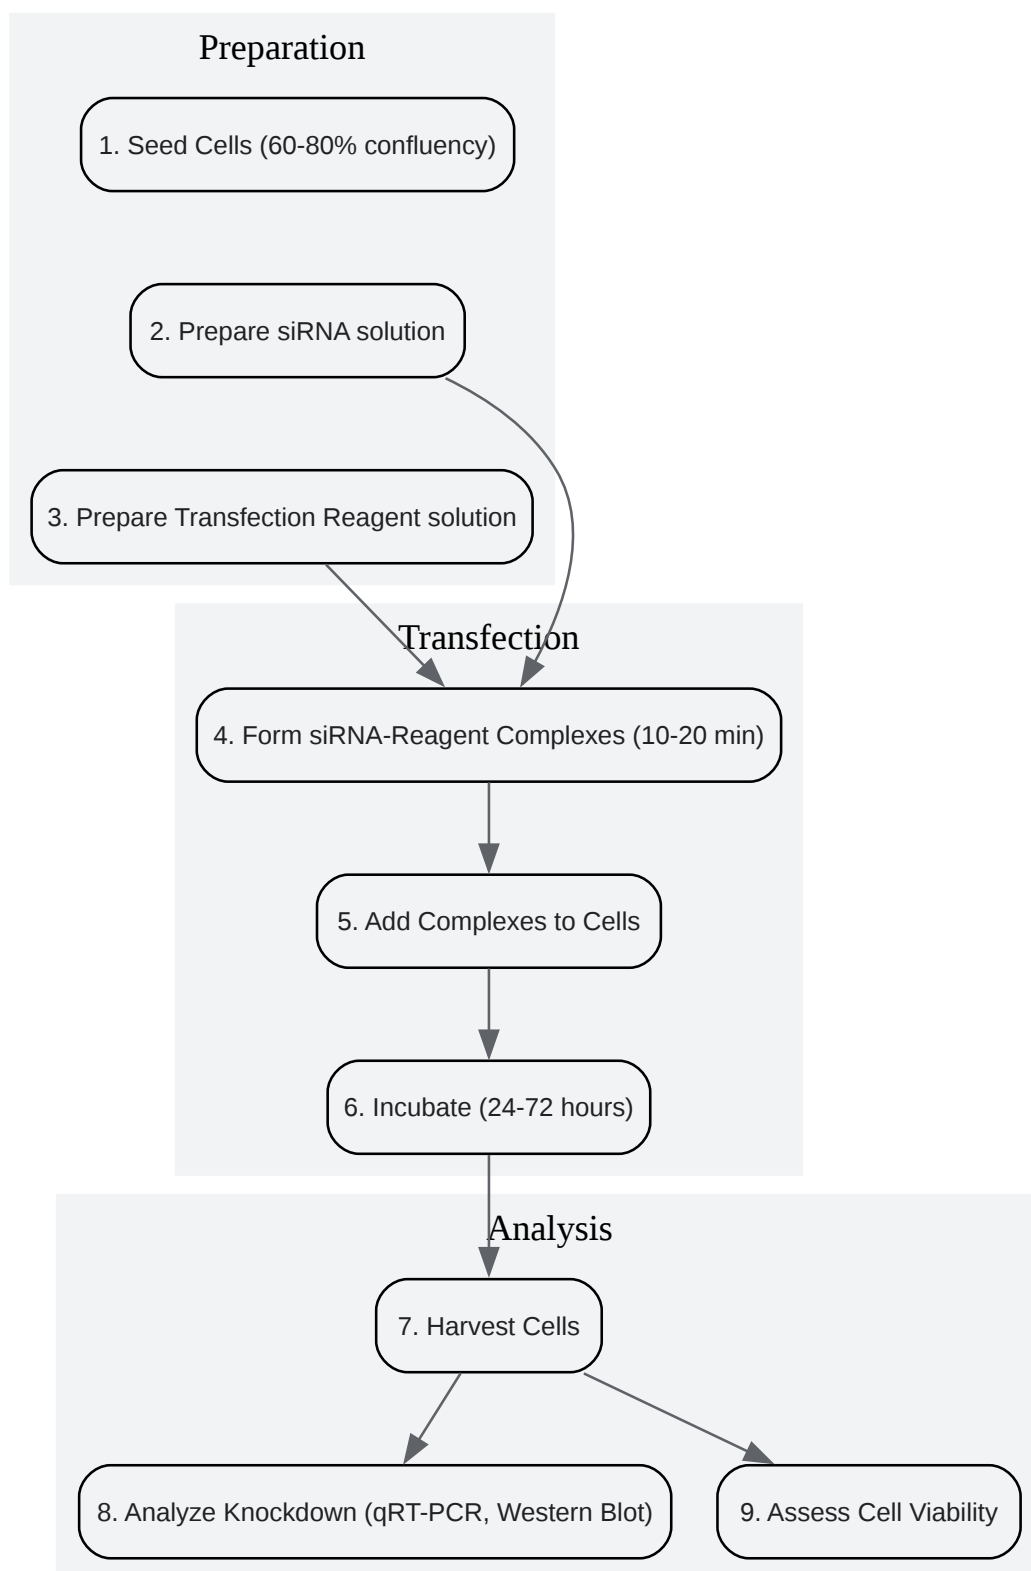 Preparation
1. Seed Cells (60-80% confluency)
2. Prepare siRNA solution
3. Prepare Transfection Reagent solution
Transfection
4. Form siRNA-Reagent Complexes (10-20 min)
5. Add Complexes to Cells
6. Incubate (24-72 hours)
Analysis
7. Harvest Cells
8. Analyze Knockdown (qRT-PCR, Western Blot)
9. Assess Cell Viability